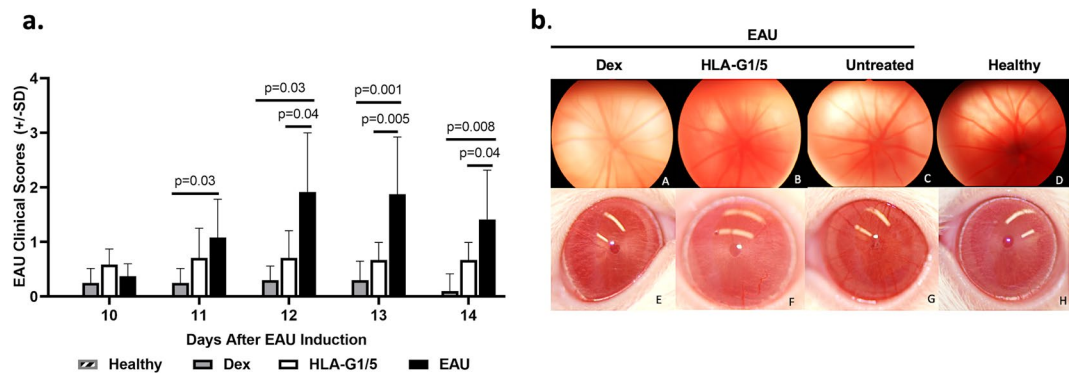 a.
EAU Clinical Scores (+/-SD)
4
3
2
1
0
p=0.03
p=0.03
p=0.04
p=0.001
p=0.005
p=0.008
p=0.04
10 11 12 13 14
Days After EAU Induction
Healthy Dex HLA-G1/5 EAU
b.
EAU
Dex HLA-G1/5 Untreated Healthy
A B C D
E F G H